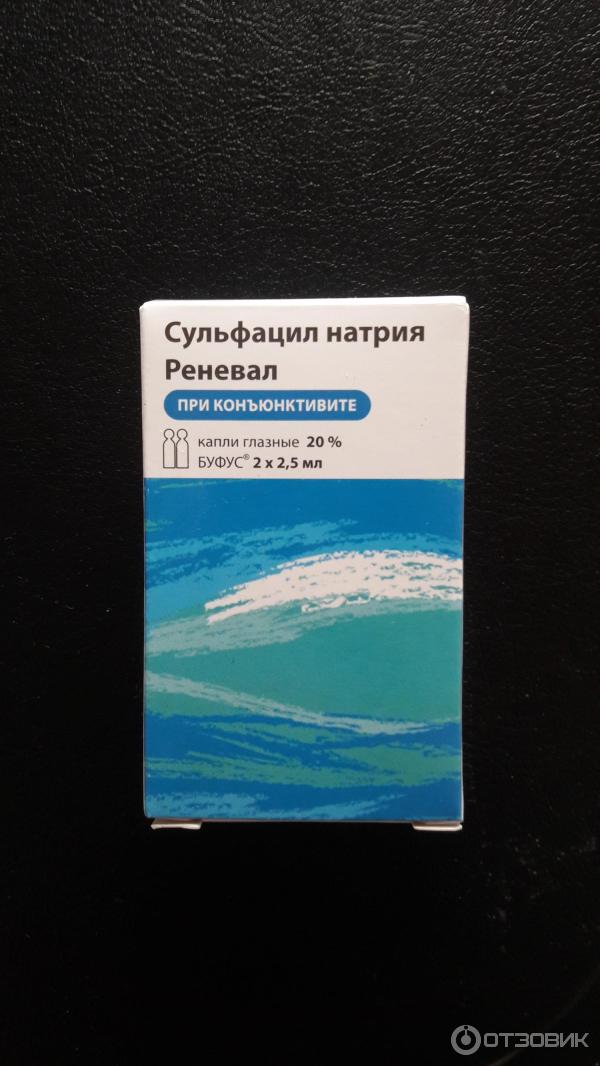 Сульфацил натрия
Реневал
ПРИ КОНЪЮНКТИВИТЕ
капли глазные 20 %
БУФУС® 2 x 2,5 мл
ОТЗОВИК